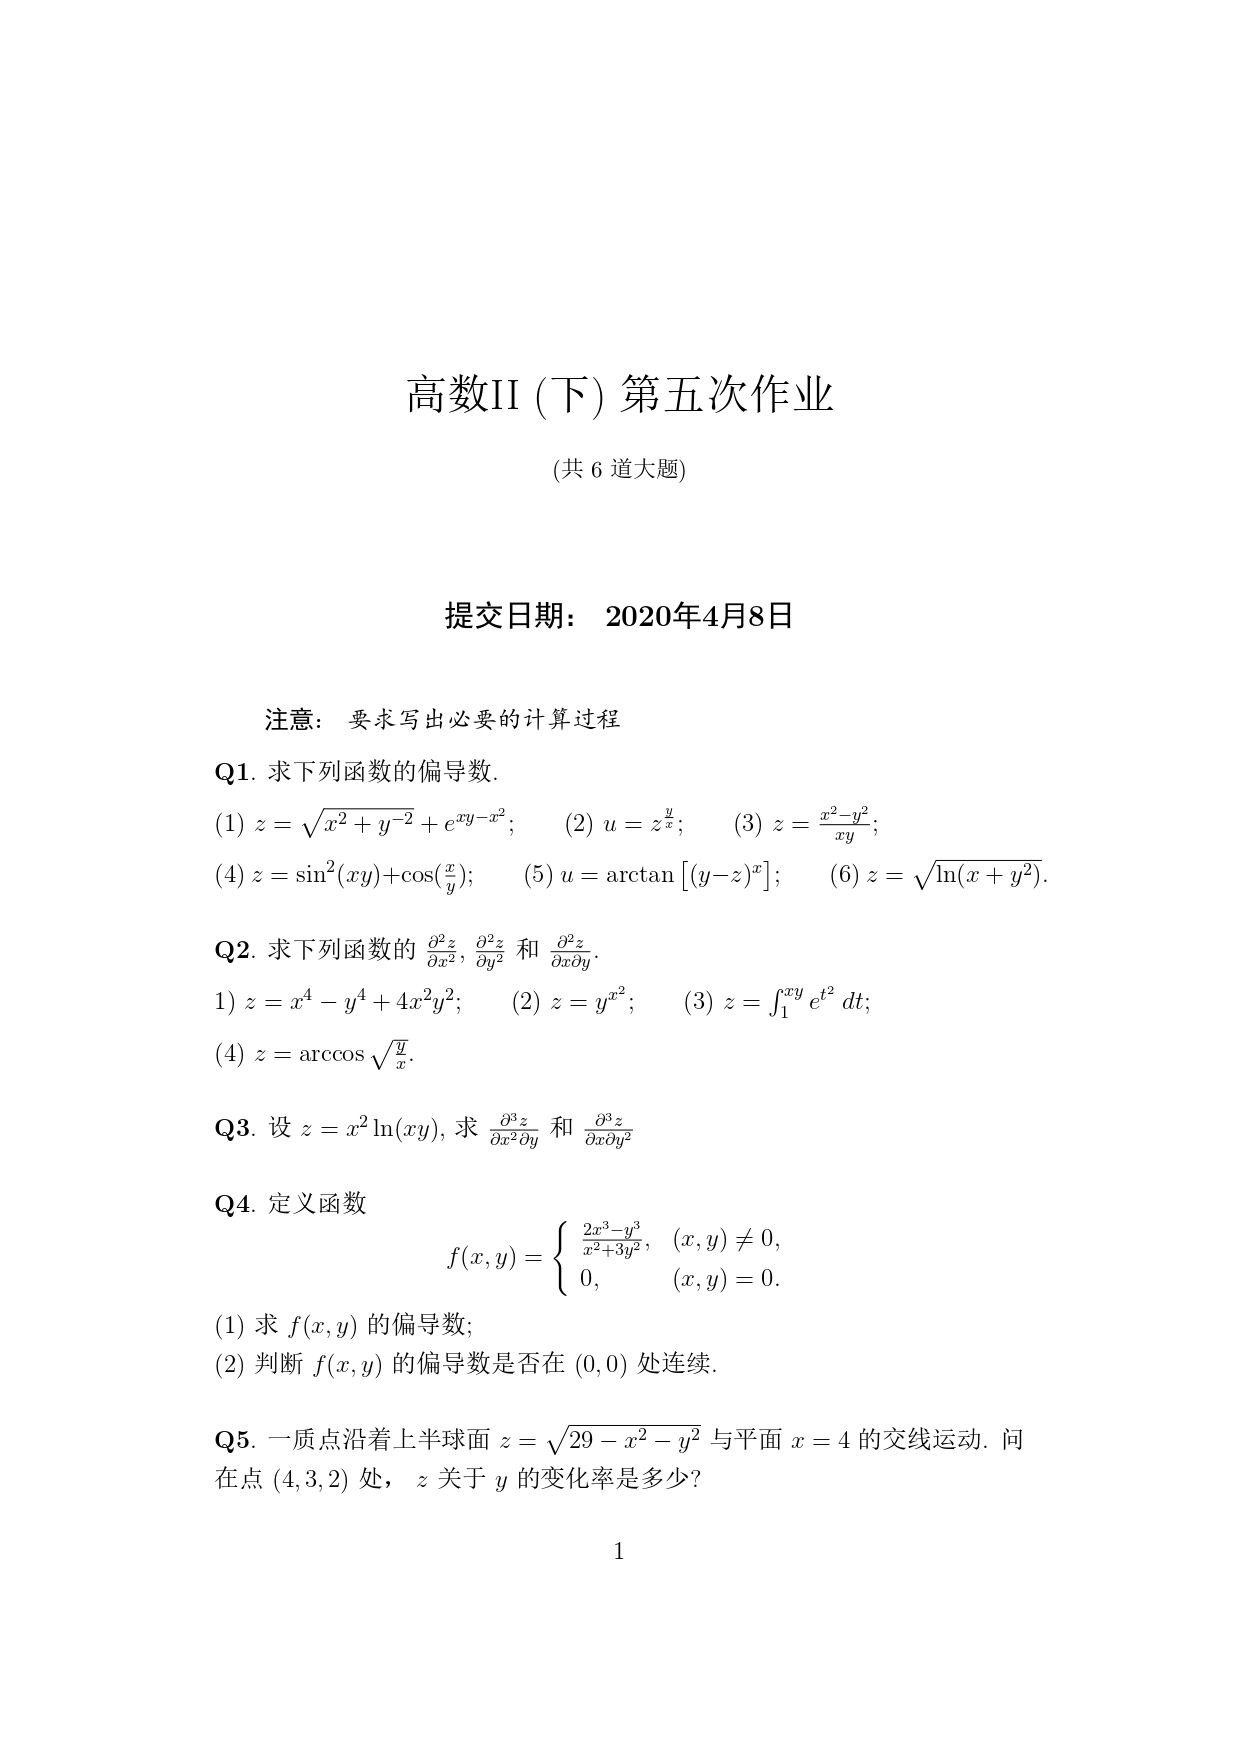 高数II (下) 第五次作业
(共 6 道大题)
提交日期： 2020年4月8日
注意： 要求写出必要的计算过程
Q1. 求下列函数的偏导数.
(1) $z = \sqrt{x^2 + y^{-2}} + e^{xy-x^2}$; (2) $u = z^{\frac{y}{x}}$; (3) $z = \frac{x^2-y^2}{xy}$;
(4) $z = \sin^2(xy)+\cos(\frac{x}{y})$; (5) $u = \arctan\left[(y-z)^x\right]$; (6) $z = \sqrt{\ln(x + y^2)}$.
Q2. 求下列函数的 $\frac{\partial^2 z}{\partial x^2}$, $\frac{\partial^2 z}{\partial y^2}$ 和 $\frac{\partial^2 z}{\partial x \partial y}$.
1) $z = x^4 - y^4 + 4x^2y^2$; (2) $z = y^{x^2}$; (3) $z = \int_1^{xy} e^{t^2} \, dt$;
(4) $z = \arccos \sqrt{\frac{y}{x}}$.
Q3. 设 $z = x^2 \ln(xy)$, 求 $\frac{\partial^3 z}{\partial x^2 \partial y}$ 和 $\frac{\partial^3 z}{\partial x \partial y^2}$
Q4. 定义函数
$f(x, y) = \begin{cases} \frac{2x^3-y^3}{x^2+3y^2}, & (x, y) \neq 0, \\ 0, & (x, y) = 0. \end{cases}$
(1) 求 $f(x, y)$ 的偏导数;
(2) 判断 $f(x, y)$ 的偏导数是否在 $(0, 0)$ 处连续.
Q5. 一质点沿着上半球面 $z = \sqrt{29 - x^2 - y^2}$ 与平面 $x = 4$ 的交线运动. 问
在点 $(4, 3, 2)$ 处， $z$ 关于 $y$ 的变化率是多少?
1